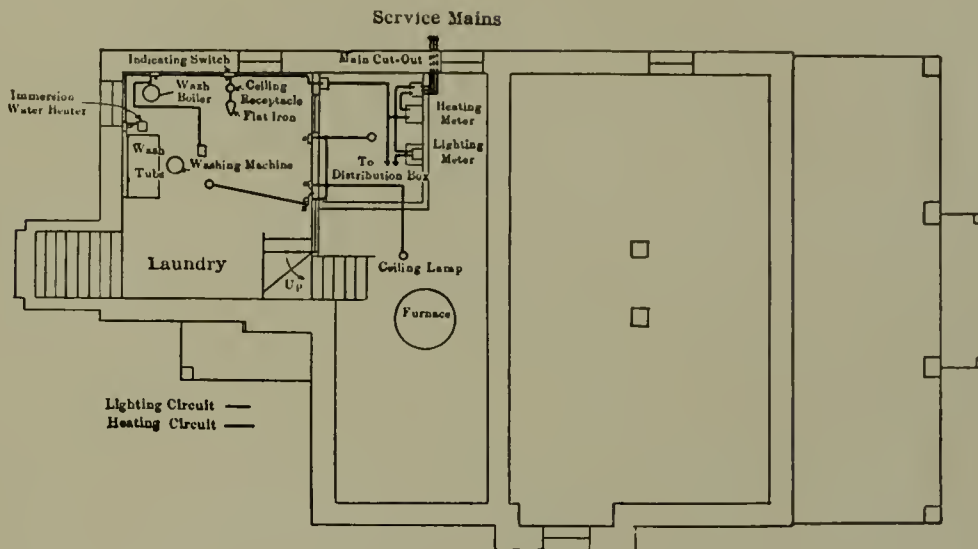 Service Mains
Indicating Switch
Main Cut-Out
Immersion
Water Heater
Wash
Boiler
Ceiling
Receptacle
Flat Iron
Heating
Meter
Wash
Tubs
Washing Machine
Lighting
Meter
To
Distribution Box
Laundry
Up
Ceiling Lamp
Furnace
Lighting Circuit
Heating Circuit